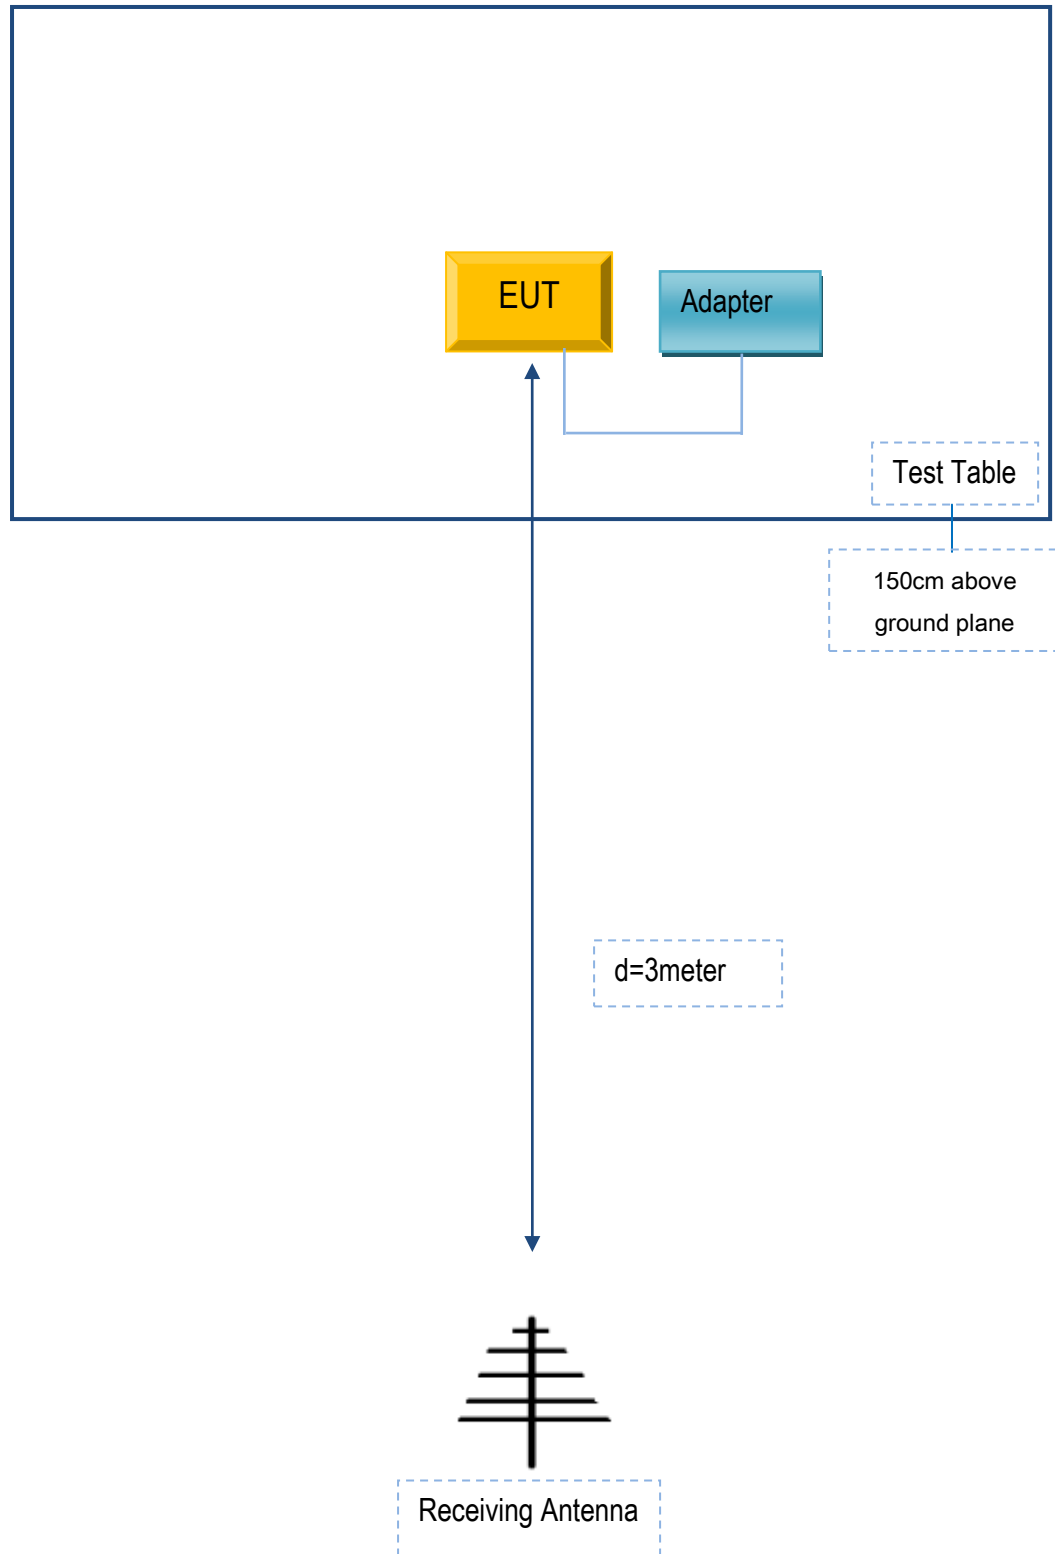 EUT
Adapter
Test Table
150cm above
ground plane
d=3meter
Receiving Antenna